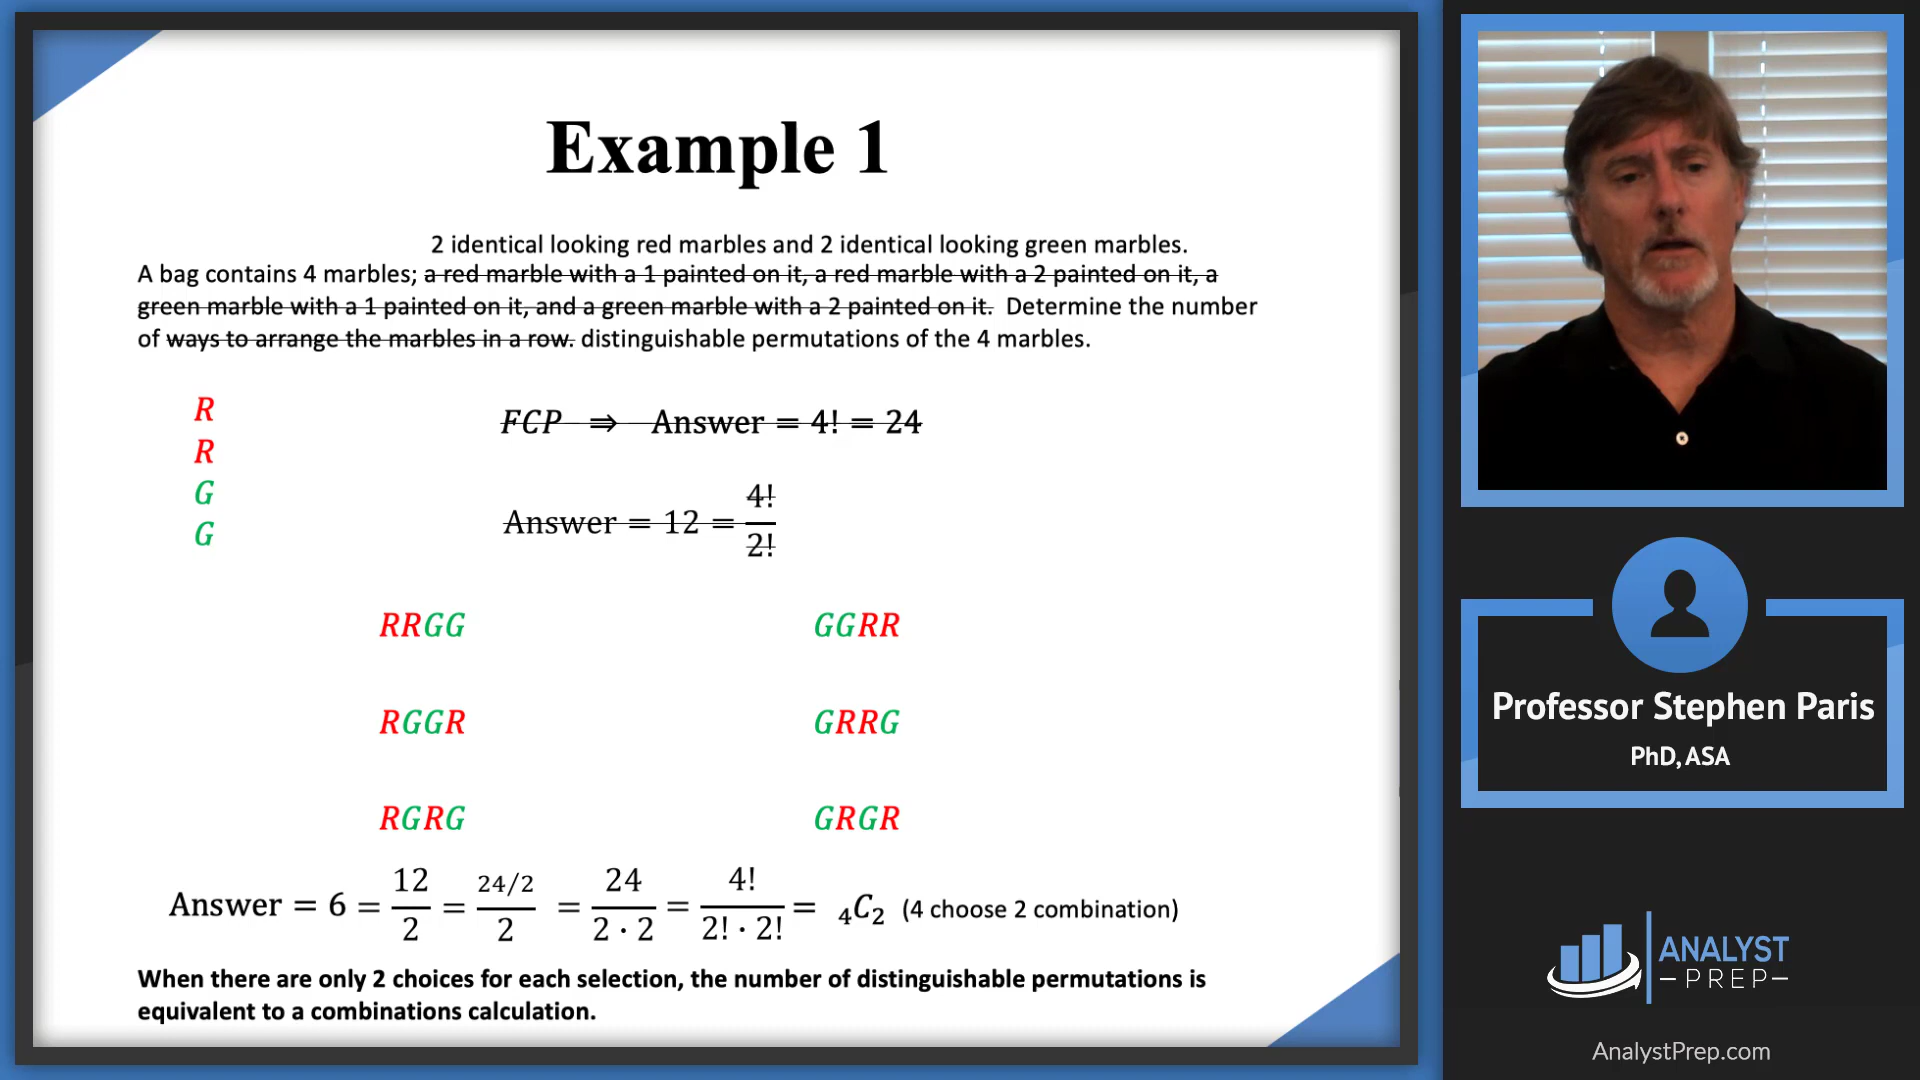 Example 1
2 identical looking red marbles and 2 identical looking green marbles.
A bag contains 4 marbles; a red marble with a 1 painted on it, a red marble with a 2 painted on it, a
green marble with a 1 painted on it, and a green marble with a 2 painted on it. Determine the number
of ways to arrange the marbles in a row. distinguishable permutations of the 4 marbles.
R
R
G
G
FCP ⇒ Answer = 4! = 24
Answer = 12 = 4!/2!
RRGG GGRR
RGGR GRRG
RGRG GRGR
Answer = 6 = 12/2 = (24/2)/2 = 24/(2 · 2) = 4!/(2! · 2!) = ₄C₂ (4 choose 2 combination)
When there are only 2 choices for each selection, the number of distinguishable permutations is
equivalent to a combinations calculation.
Professor Stephen Paris
PhD, ASA
ANALYST
–PREP–
AnalystPrep.com